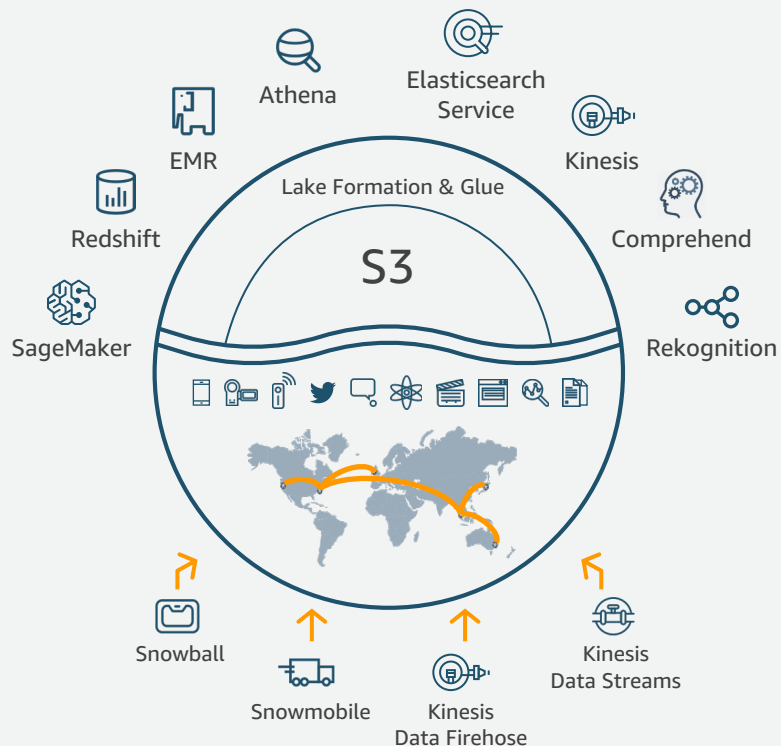 Elasticsearch
Service
Athena
EMR
Kinesis
Lake Formation & Glue
Redshift
Comprehend
S3
SageMaker
Rekognition
Snowball
Snowmobile
Kinesis
Data Firehose
Kinesis
Data Streams